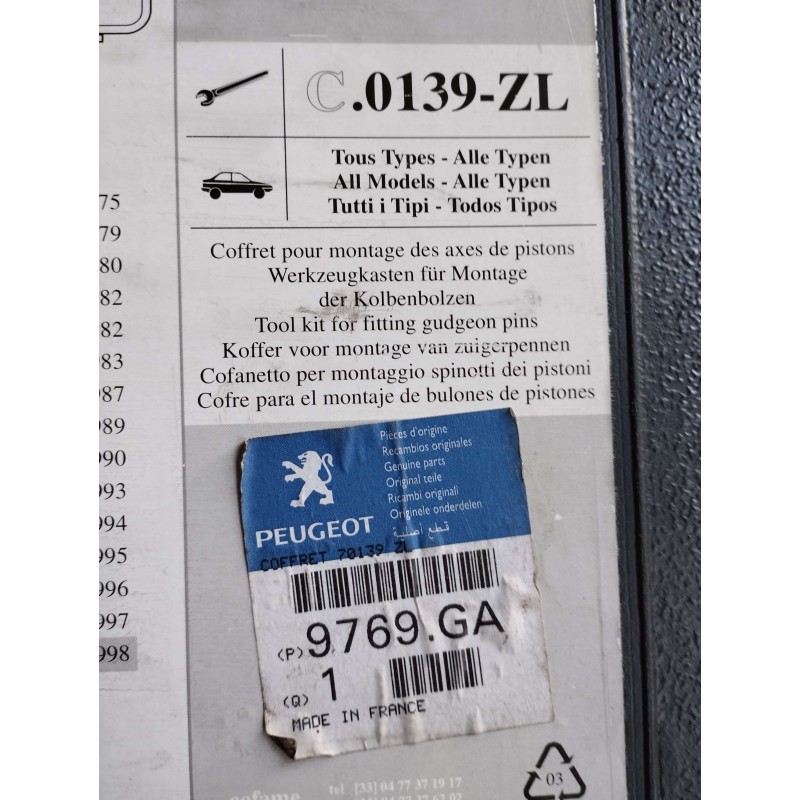 C.0139-ZL
Tous Types - Alle Typen
All Models - Alle Typen
Tutti i Tipi - Todos Tipos
Coffret pour montage des axes de pistons
Werkzeugkasten für Montage
der Kolbenbolzen
Tool kit for fitting gudgeon pins
Koffer voor montage van zuigerpennen
Cofanetto per montaggio spinotti dei pistoni
Cofre para el montaje de bulones de pistones
75
79
80
82
82
83
987
989
990
993
994
995
996
997
998
Pièces d'origine
Recambios originales
Genuine parts
Original teile
Ricambi originali
Originele onderdelen
قطع أصلية
PEUGEOT
COFFRET 70139 ZL
(P) 9769.GA
(Q) 1
MADE IN FRANCE
03
tel [33] 04 77 37 19 17